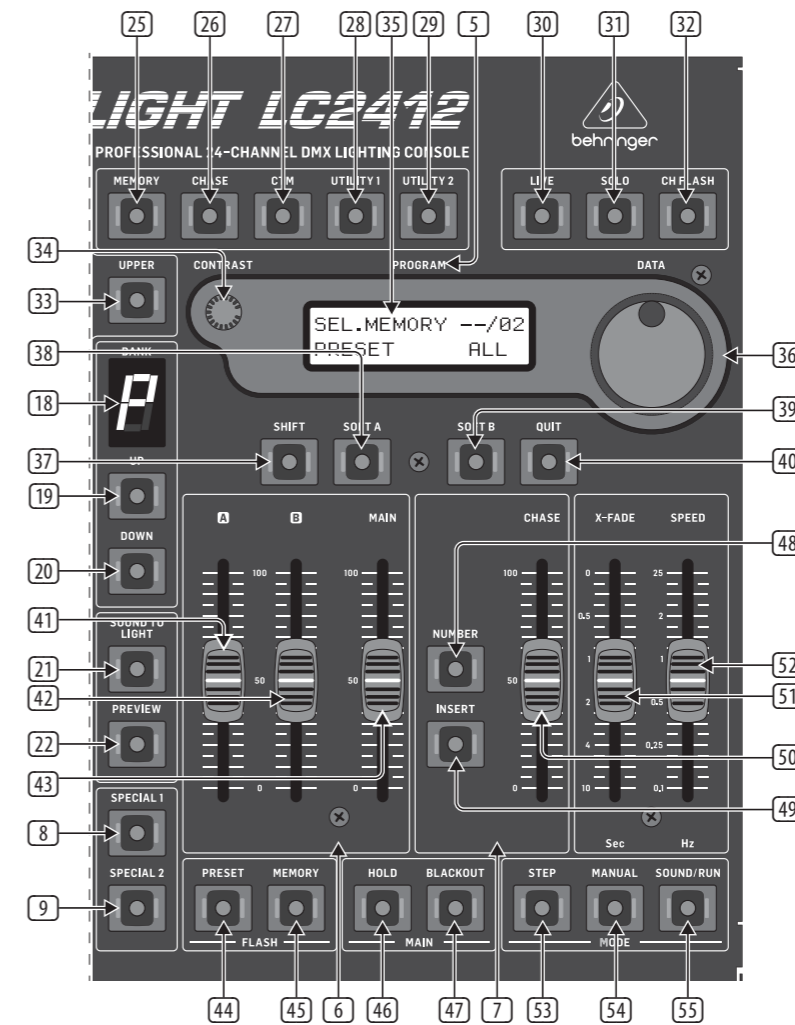 25 26 27 28 35 29 5 30 31 32
LIGHT LC2412
behringer
PROFESSIONAL 24-CHANNEL DMX LIGHTING CONSOLE
MEMORY CHASE CTM UTILITY 1 UTILITY 2 LIVE SOLO CH FLASH
34
UPPER CONTRAST PROGRAM DATA
33
SEL.MEMORY --/02
PRESET ALL
38
36
BANK
18 P
39
SHIFT SOFT A SOFT B QUIT
37
UP
40
19
A B MAIN CHASE X-FADE SPEED
DOWN
48
20
100 100 100 0 25
0.5 2
41
SOUND TO
LIGHT
NUMBER
21
1 1
52
50 50 50
42
2 0.5
51
PREVIEW INSERT
22
4 0,25
50
43
0 0 0 10 0.1
49
SPECIAL 1
8
Sec Hz
SPECIAL 2 PRESET MEMORY HOLD BLACKOUT STEP MANUAL SOUND/RUN
9
FLASH MAIN MODE
44 45 6 46 47 7 53 54 55